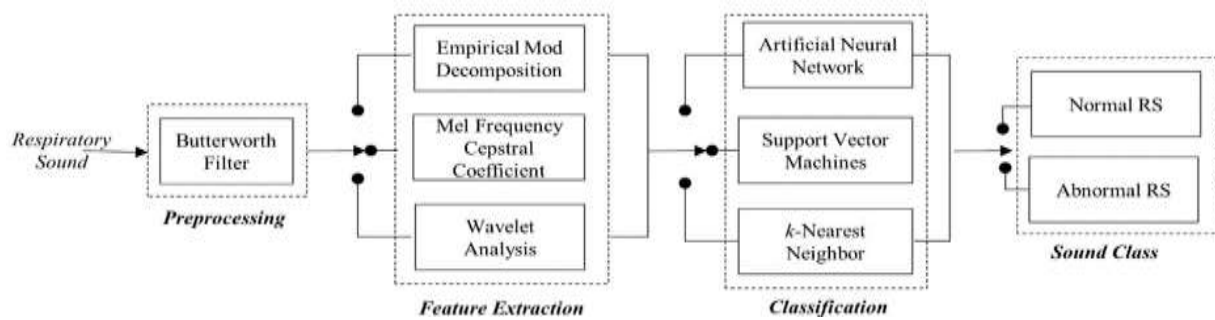 Respiratory
Sound
Butterworth
Filter
Preprocessing
Empirical Mod
Decomposition
Mel Frequency
Cepstral
Coefficient
Wavelet
Analysis
Feature Extraction
Artificial Neural
Network
Support Vector
Machines
k-Nearest
Neighbor
Classification
Normal RS
Abnormal RS
Sound Class